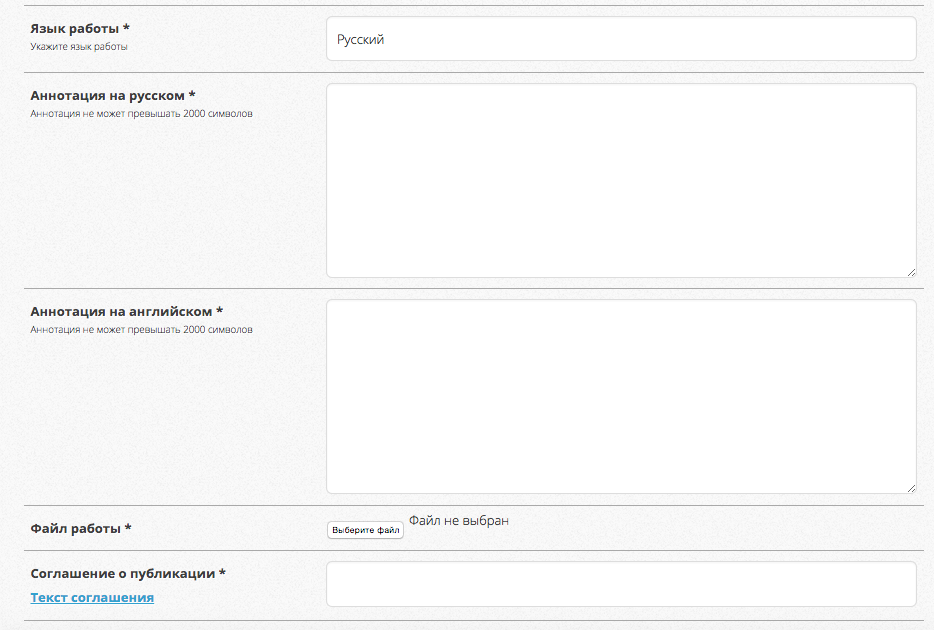 Язык работы *
Укажите язык работы
Русский
Аннотация на русском *
Аннотация не может превышать 2000 символов
Аннотация на английском *
Аннотация не может превышать 2000 символов
Файл работы *
Выберите файл Файл не выбран
Соглашение о публикации *
Текст соглашения